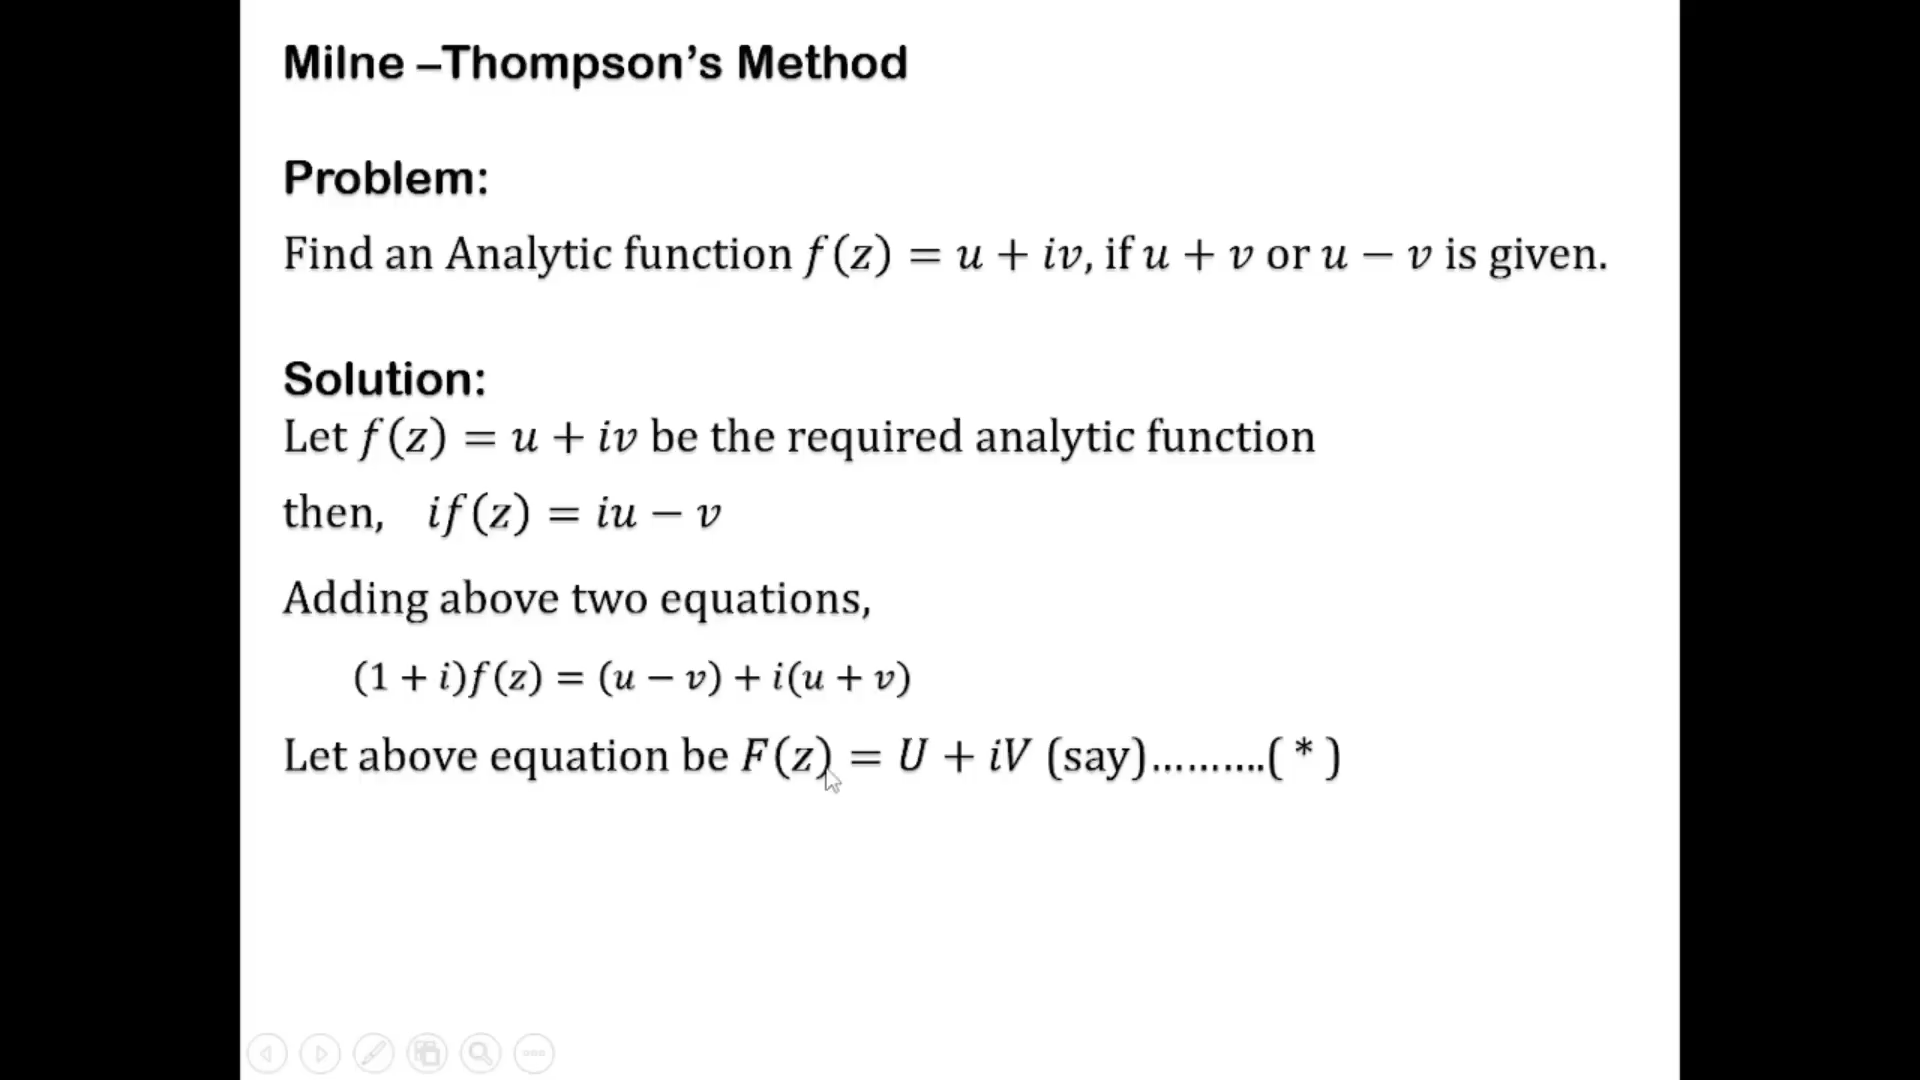 Milne –Thompson’s Method
Problem:
Find an Analytic function f(z) = u + iv, if u + v or u − v is given.
Solution:
Let f(z) = u + iv be the required analytic function
then, if(z) = iu − v
Adding above two equations,
(1 + i)f(z) = (u − v) + i(u + v)
Let above equation be F(z) = U + iV (say)..........( * )